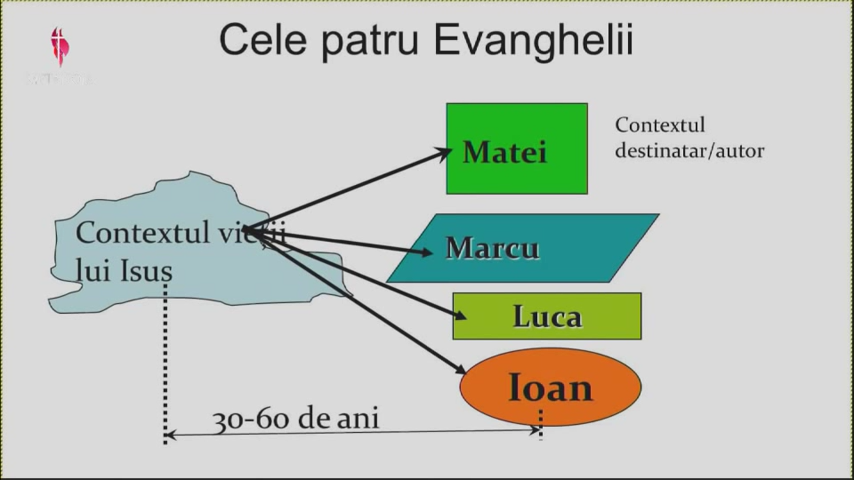 Cele patru Evanghelii
Matei
Contextul
destinatar/autor
Contextul vieții
lui Isus
Marcu
Luca
Ioan
30-60 de ani